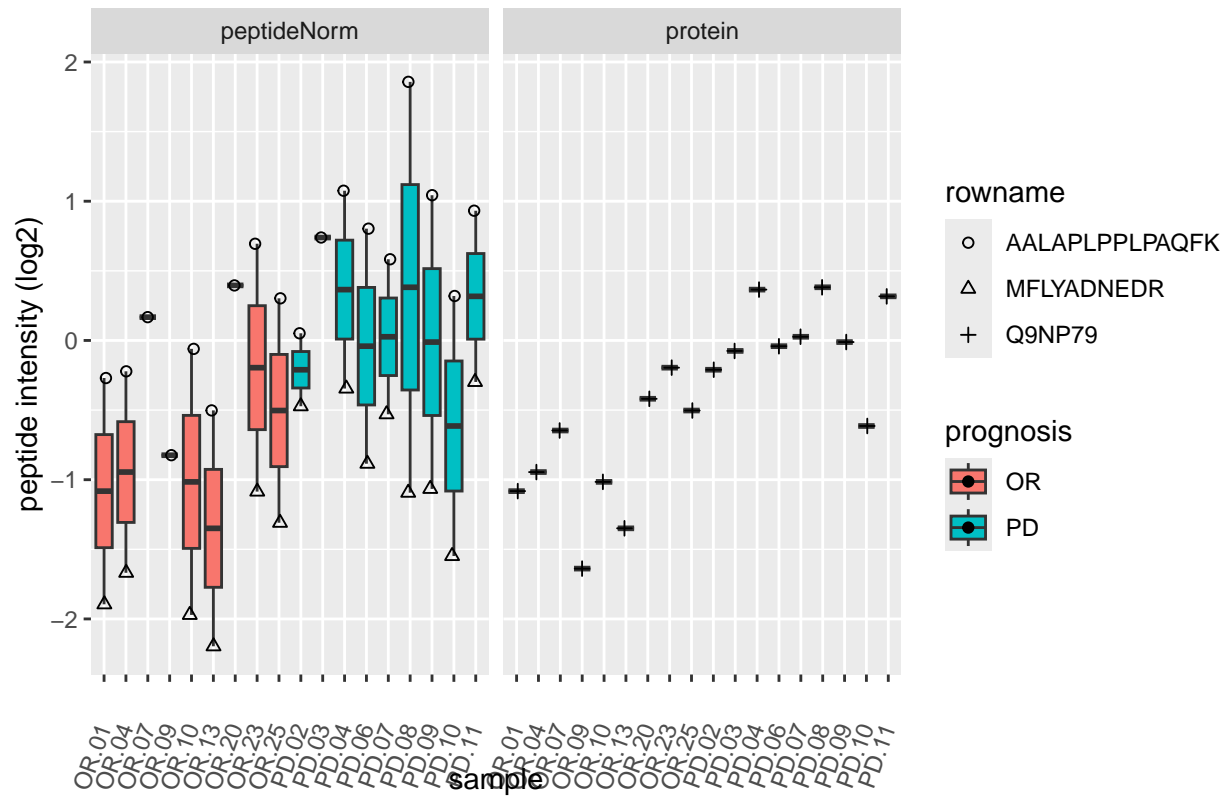 peptideNorm
protein
2
1
0
−1
−2
peptide intensity (log2)
OR.01
OR.04
OR.07
OR.09
OR.10
OR.13
OR.20
OR.23
OR.25
PD.02
PD.03
PD.04
PD.06
PD.07
PD.08
PD.09
PD.10
PD.11
OR.01
OR.04
OR.07
OR.09
OR.10
OR.13
OR.20
OR.23
OR.25
PD.02
PD.03
PD.04
PD.06
PD.07
PD.08
PD.09
PD.10
PD.11
sample
rowname
AALAPLPPLPAQFK
MFLYADNEDR
Q9NP79
prognosis
OR
PD